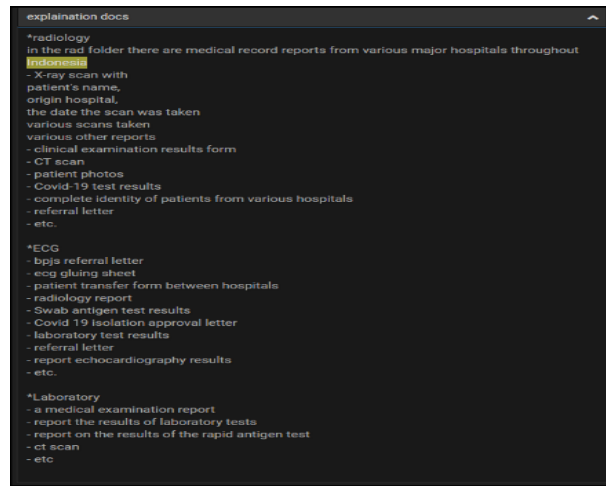 explaination docs
*radiology
in the rad folder there are medical record reports from various major hospitals throughout
Indonesia
- X-ray scan with
patient's name,
origin hospital,
the date the scan was taken
various scans taken
various other reports
- clinical examination results form
- CT scan
- patient photos
- Covid-19 test results
- complete identity of patients from various hospitals
- referral letter
- etc.
*ECG
- bpjs referral letter
- ecg gluing sheet
- patient transfer form between hospitals
- radiology report
- Swab antigen test results
- Covid 19 isolation approval letter
- laboratory test results
- referral letter
- report echocardiography results
- etc.
*Laboratory
- a medical examination report
- report the results of laboratory tests
- report on the results of the rapid antigen test
- ct scan
- etc